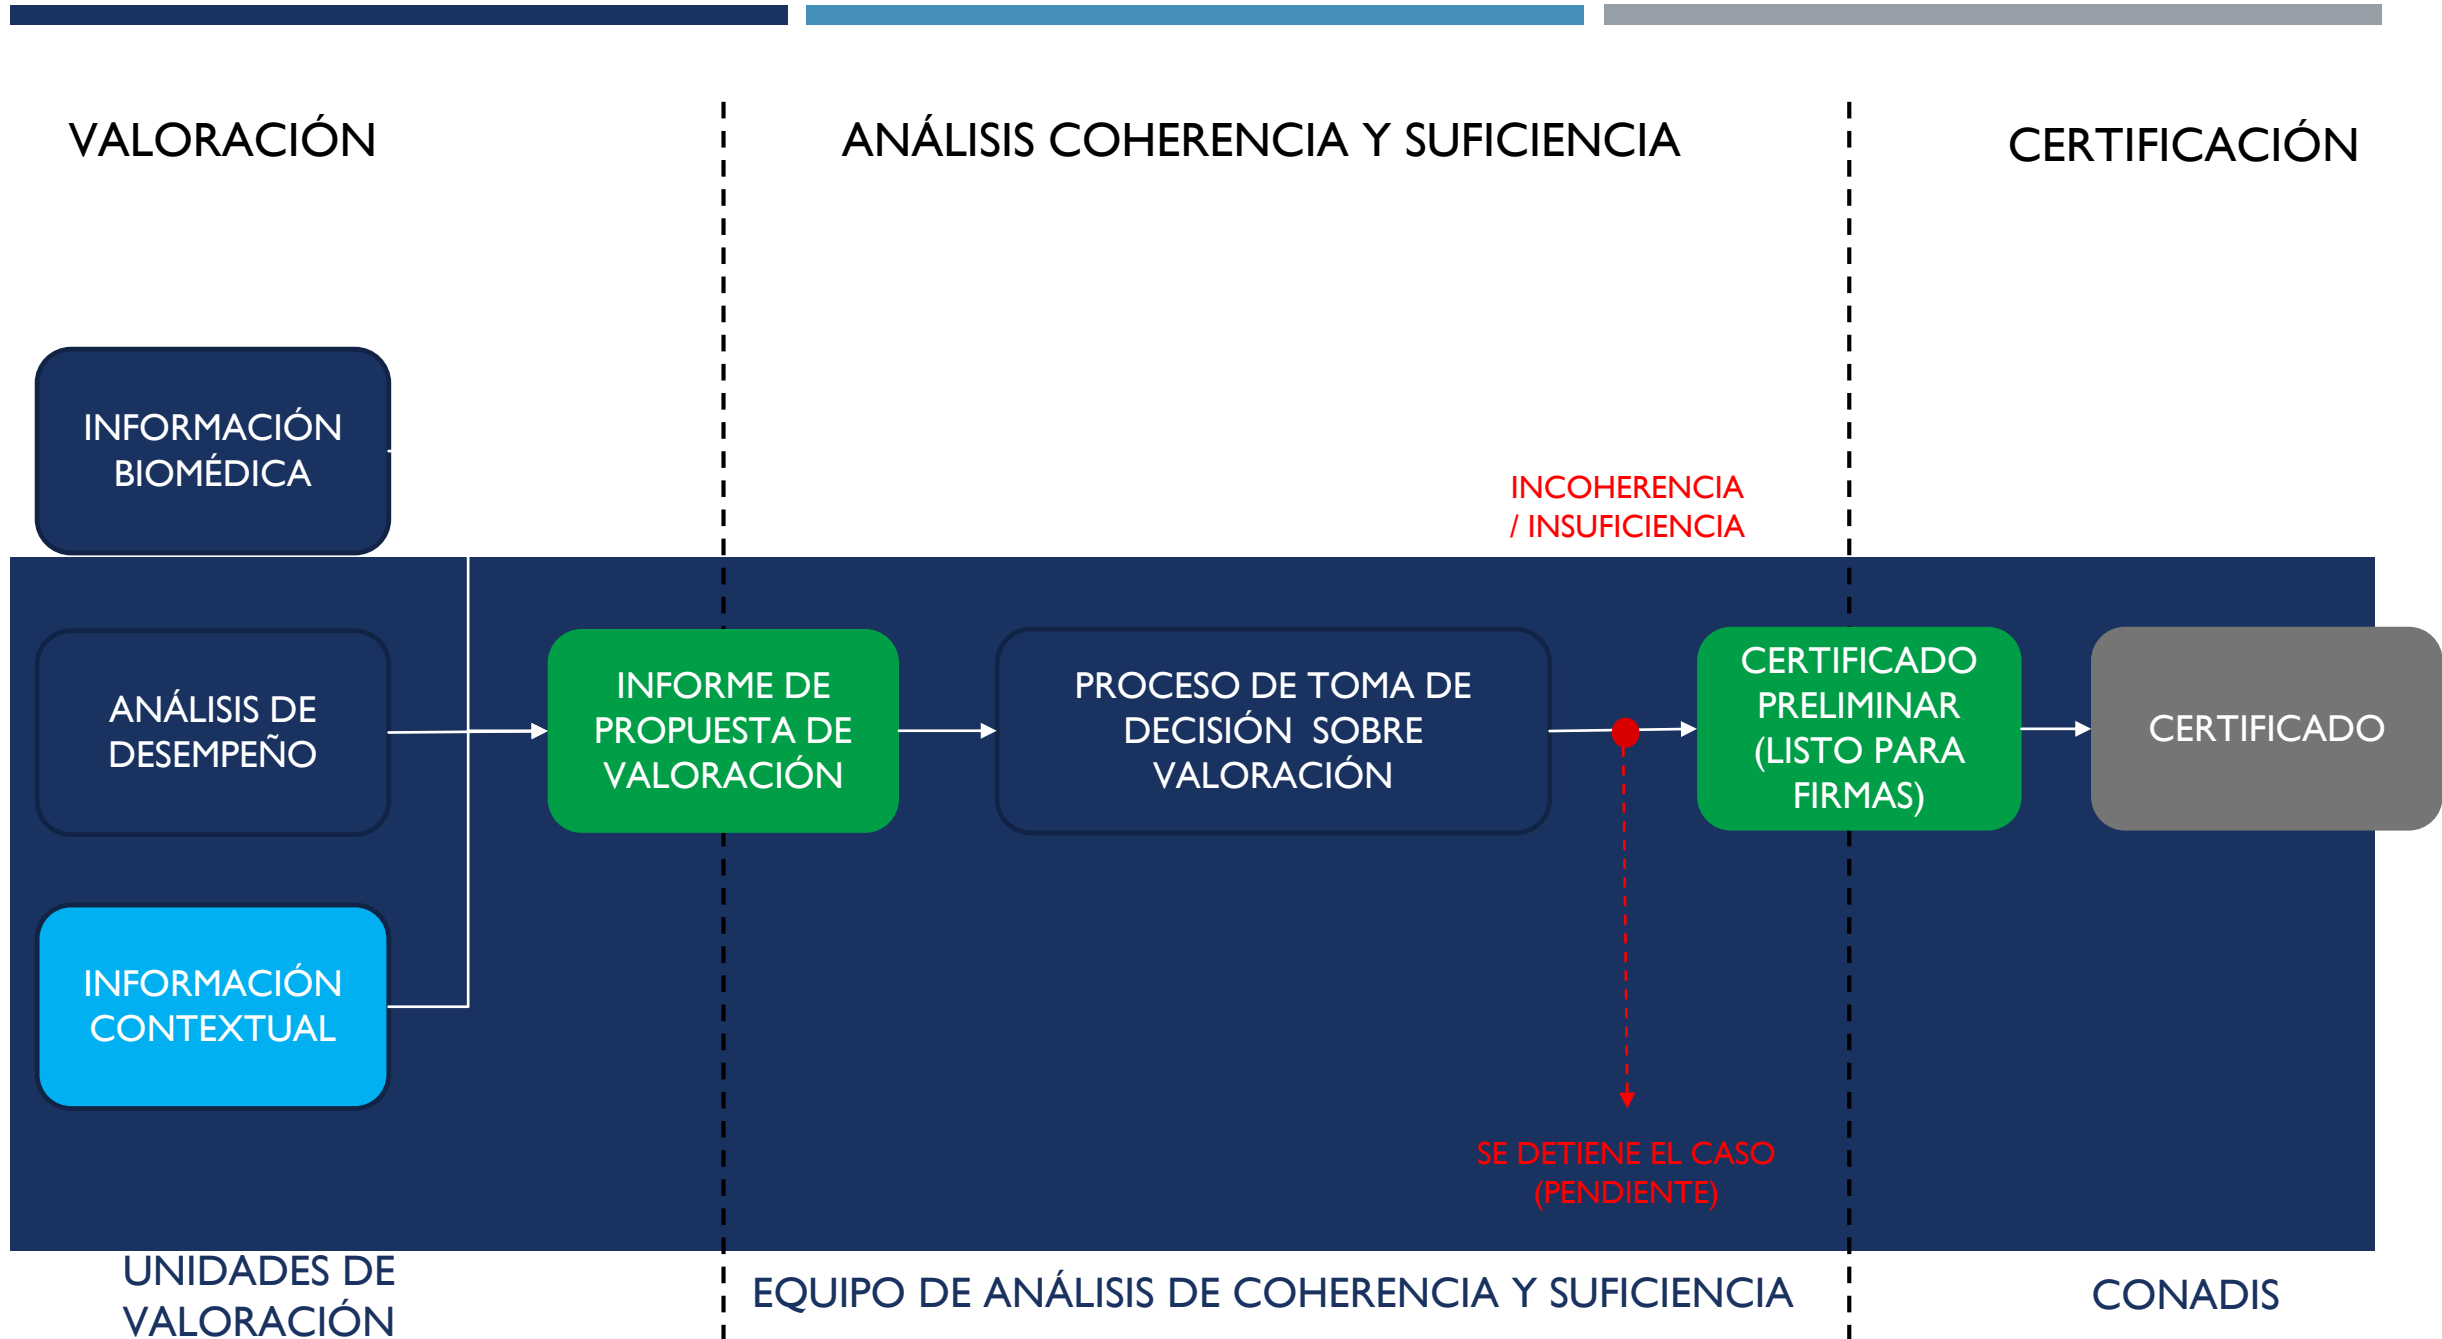 VALORACIÓN
ANÁLISIS COHERENCIA Y SUFICIENCIA
CERTIFICACIÓN
INFORMACIÓN
BIOMÉDICA
INCOHERENCIA
/ INSUFICIENCIA
ANÁLISIS DE
DESEMPEÑO
INFORME DE
PROPUESTA DE
VALORACIÓN
PROCESO DE TOMA DE
DECISIÓN SOBRE
VALORACIÓN
CERTIFICADO
PRELIMINAR
(LISTO PARA
FIRMAS)
CERTIFICADO
INFORMACIÓN
CONTEXTUAL
SE DETIENE EL CASO
(PENDIENTE)
UNIDADES DE
VALORACIÓN
EQUIPO DE ANÁLISIS DE COHERENCIA Y SUFICIENCIA
CONADIS